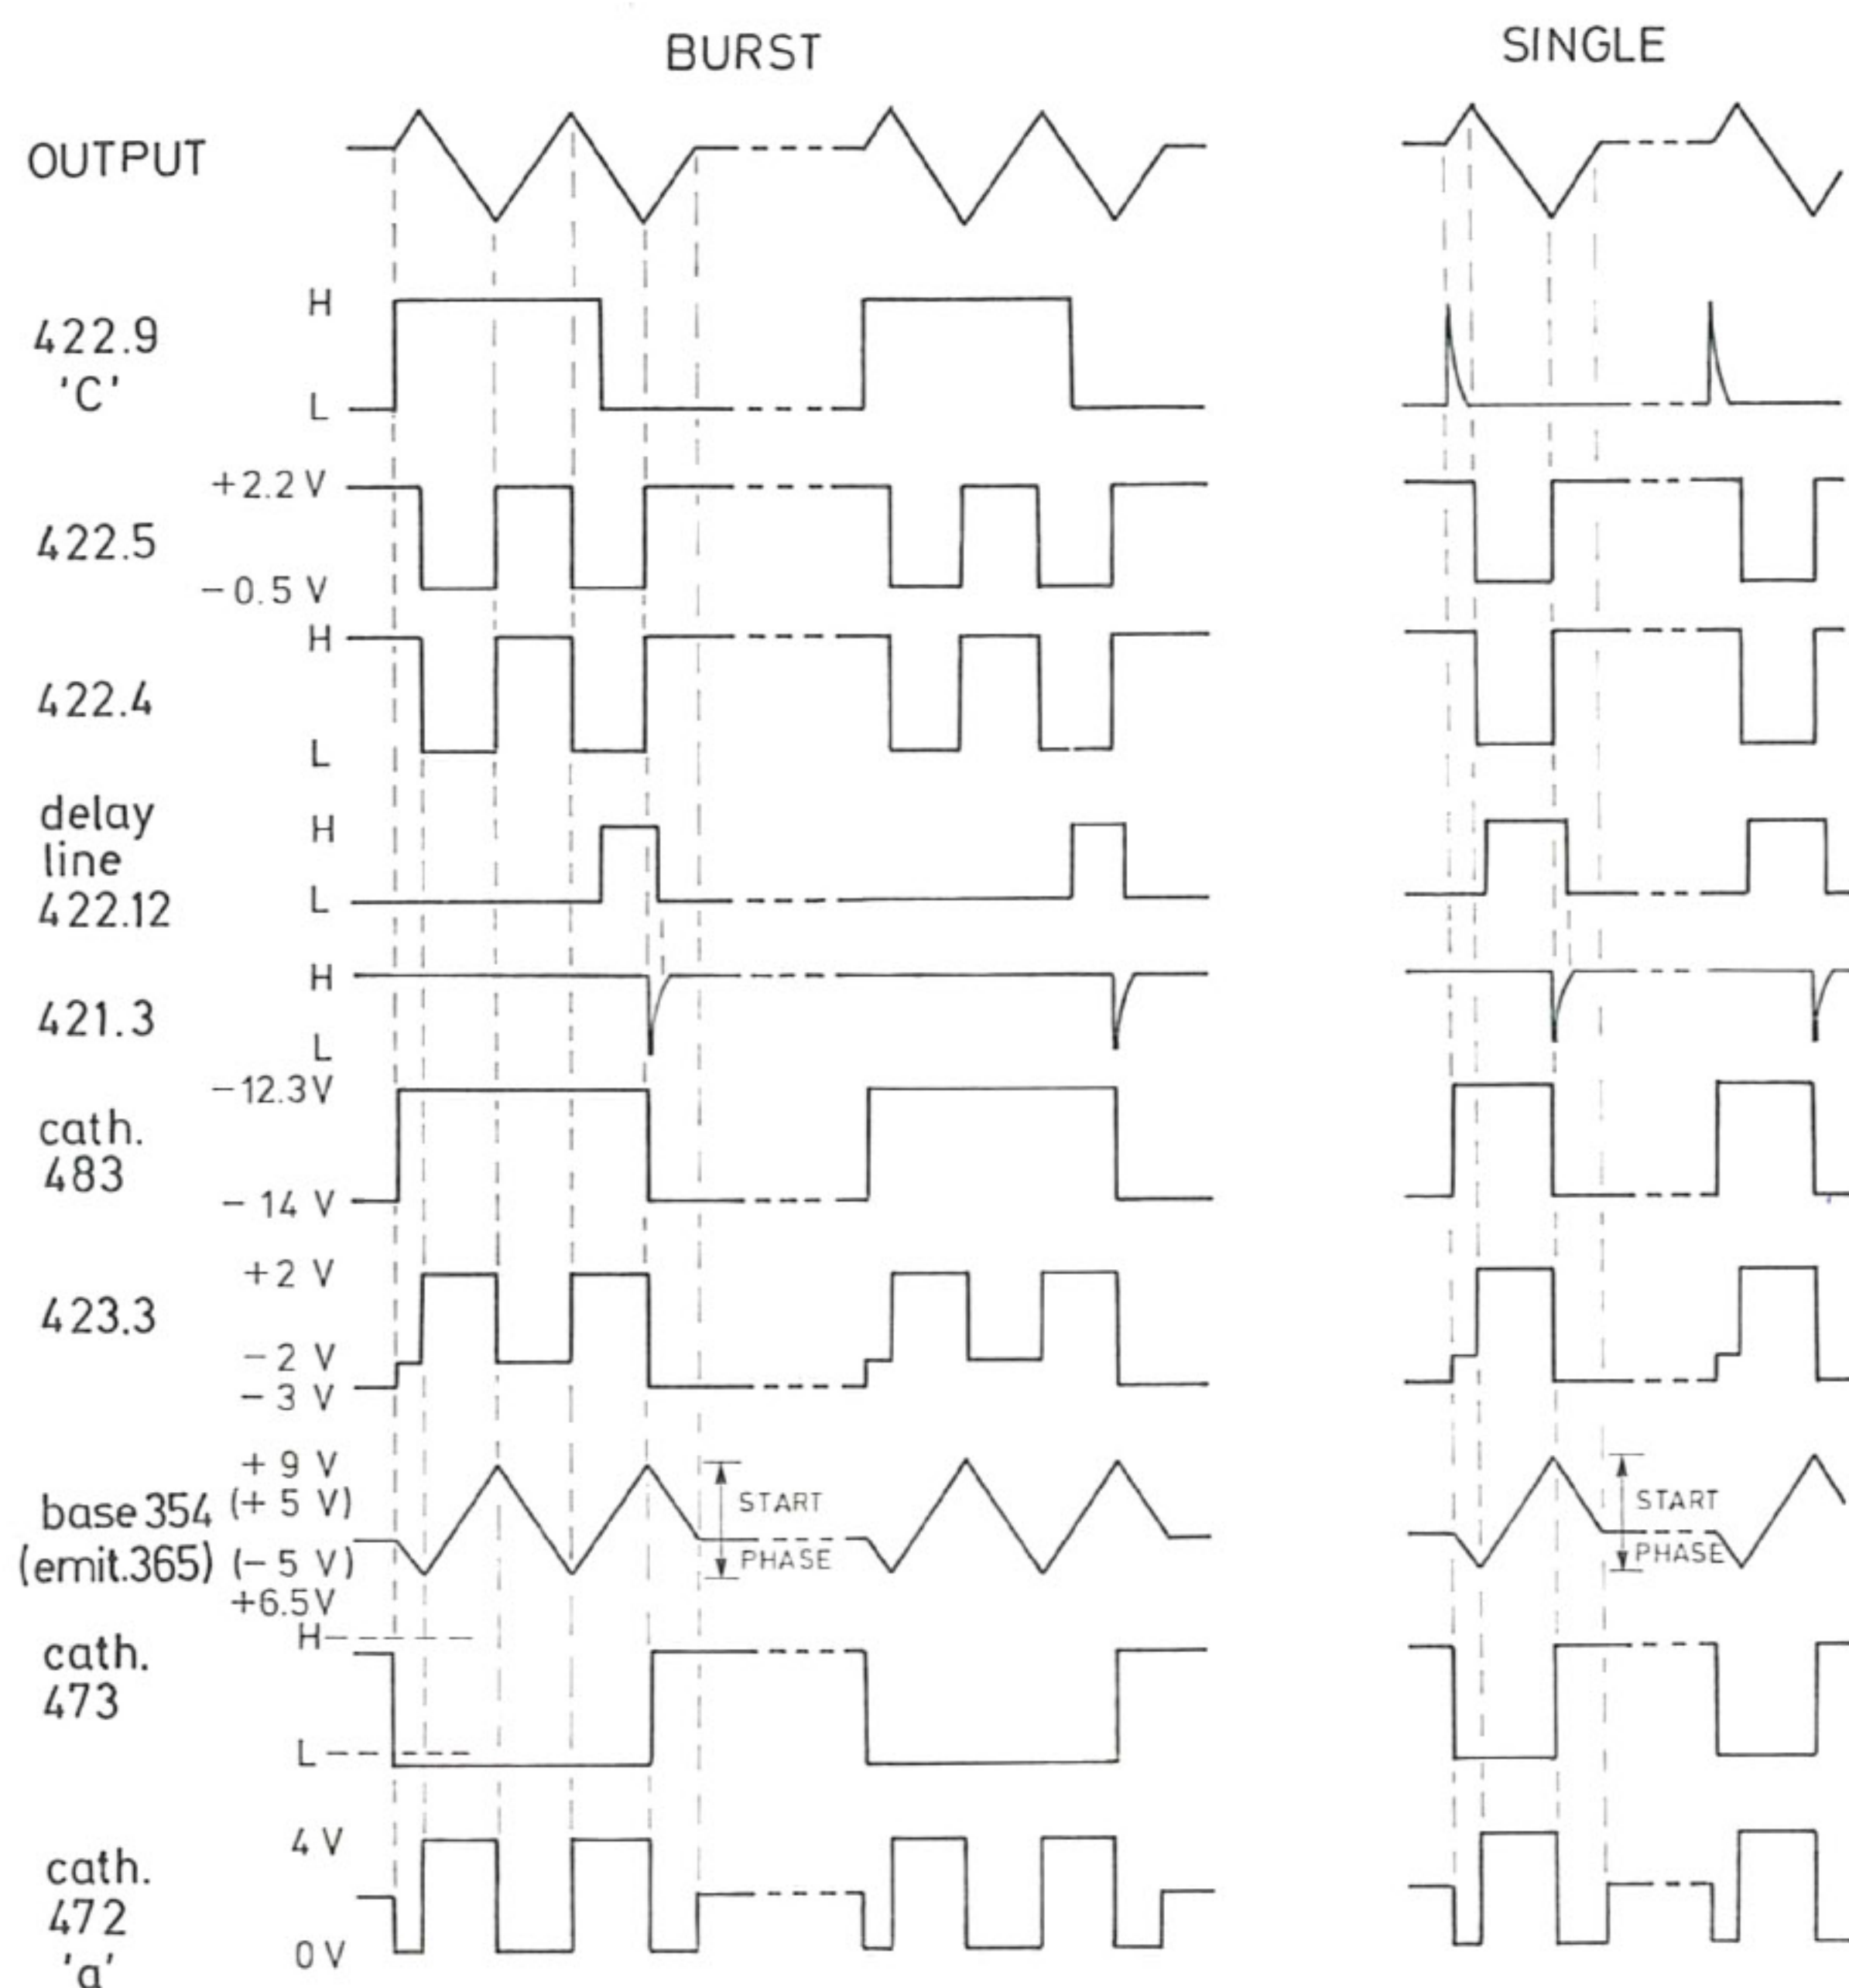 BURST
SINGLE
OUTPUT
422.9
'C'
H
L
422.5
+2.2 V
−0.5 V
422.4
H
L
delay
line
422.12
H
L
421.3
H
L
cath.
483
−12.3V
−14 V
423.3
+2 V
−2 V
−3 V
base 354
(emit.365)
+9 V
(+5 V)
(−5 V)
+6.5V
START
PHASE
START
PHASE
cath.
473
H
L
cath.
472
'a'
4 V
0 V